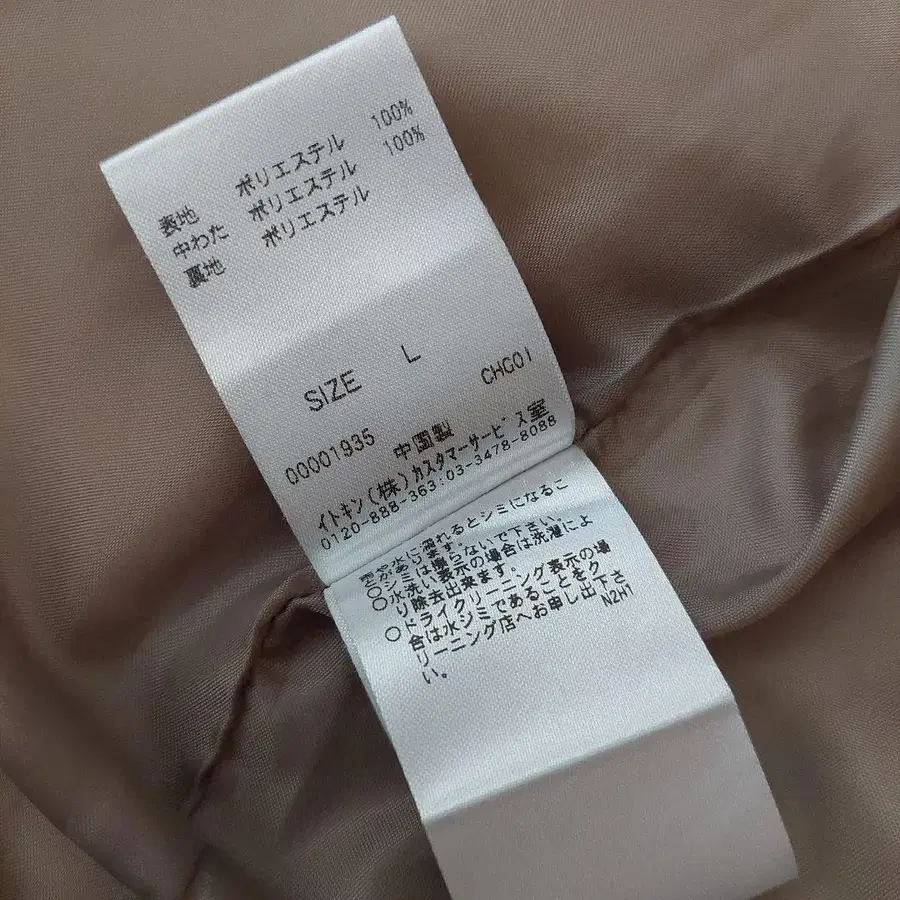 表地 ポリエステル 100%
中わた ポリエステル 100%
裏地 ポリエステル
SIZE L
CHG01
00001935 中国製
イトキン(株)カスタマーサービス室
0120-888-363:03-3478-8088
雨や水に濡れるとシミになるこ
とがあります。
○シミは擦らないで下さい。
○水洗い表示の場合は洗濯によ
り除去出来ます。
○ドライクリーニング表示の場
合は水シミであることをク
リーニング店へお申し出下さ
い。
N2H1